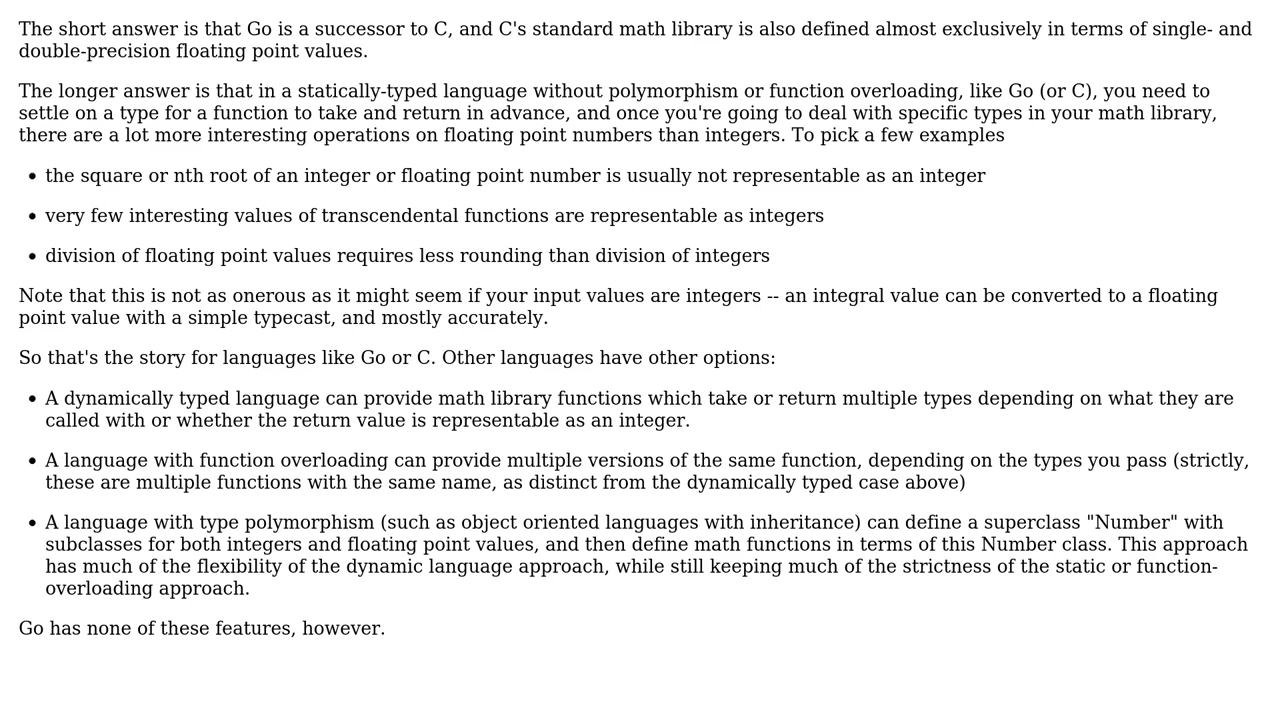 The short answer is that Go is a successor to C, and C's standard math library is also defined almost exclusively in terms of single- and
double-precision floating point values.
The longer answer is that in a statically-typed language without polymorphism or function overloading, like Go (or C), you need to
settle on a type for a function to take and return in advance, and once you're going to deal with specific types in your math library,
there are a lot more interesting operations on floating point numbers than integers. To pick a few examples
• the square or nth root of an integer or floating point number is usually not representable as an integer
• very few interesting values of transcendental functions are representable as integers
• division of floating point values requires less rounding than division of integers
Note that this is not as onerous as it might seem if your input values are integers -- an integral value can be converted to a floating
point value with a simple typecast, and mostly accurately.
So that's the story for languages like Go or C. Other languages have other options:
• A dynamically typed language can provide math library functions which take or return multiple types depending on what they are
called with or whether the return value is representable as an integer.
• A language with function overloading can provide multiple versions of the same function, depending on the types you pass (strictly,
these are multiple functions with the same name, as distinct from the dynamically typed case above)
• A language with type polymorphism (such as object oriented languages with inheritance) can define a superclass "Number" with
subclasses for both integers and floating point values, and then define math functions in terms of this Number class. This approach
has much of the flexibility of the dynamic language approach, while still keeping much of the strictness of the static or function-
overloading approach.
Go has none of these features, however.